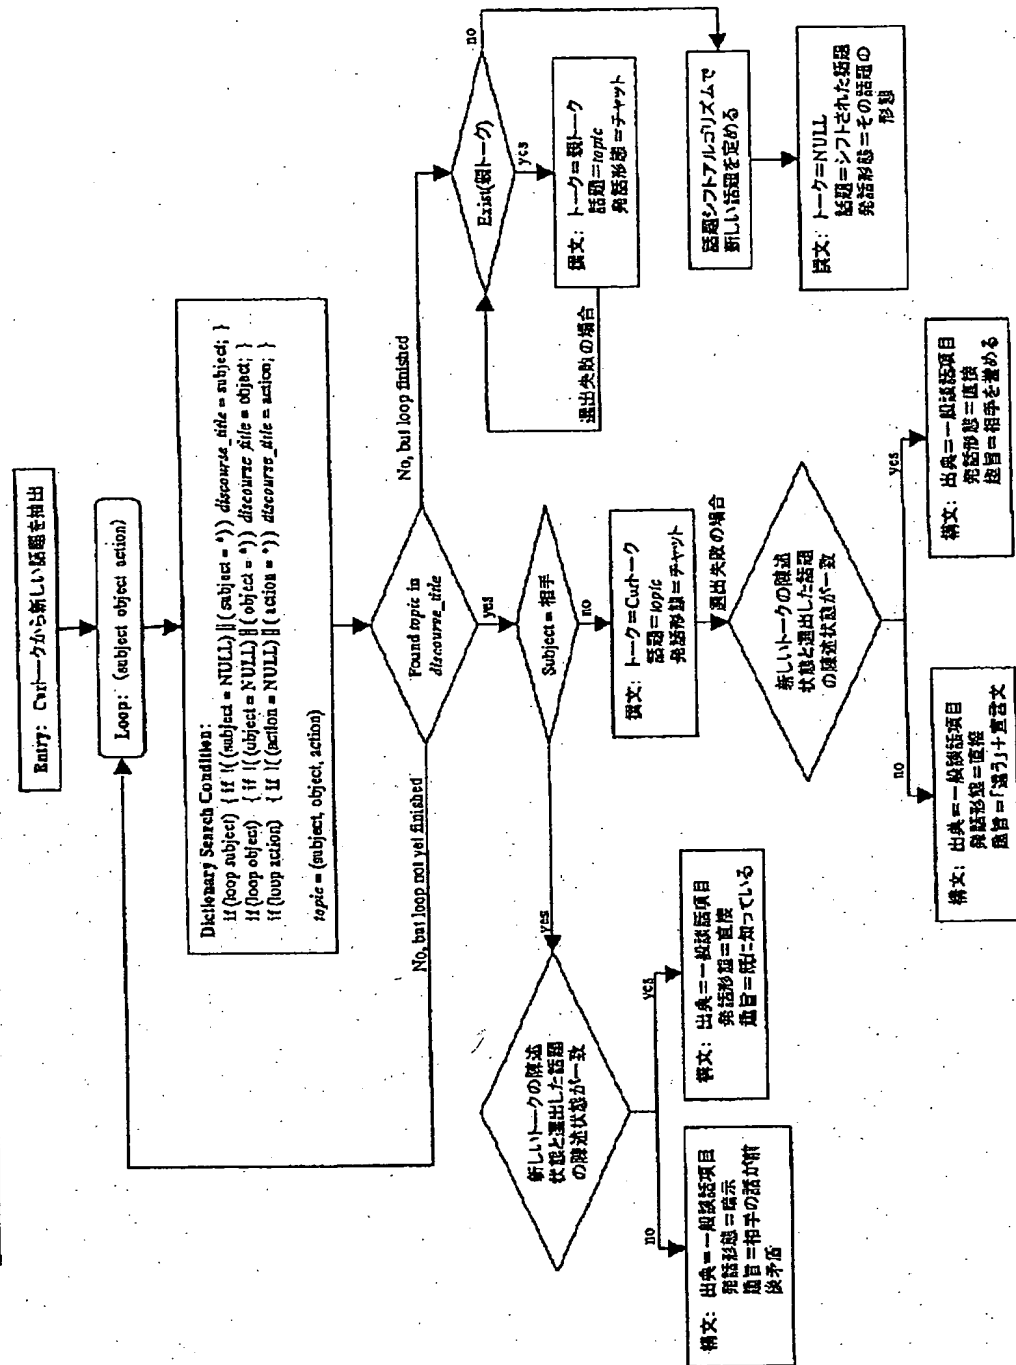 Entry: Curトークから新しい話題を抽出
Loop: (subject object action)
Dictionary Search Condition:
if (loop subject) { if !((subject = NULL) || (subject = *)) discourse_title = subject; }
if (loop object) { if !((object = NULL) || (object = *)) discourse_title = object; }
if (loop action) { if !((action = NULL) || (action = *)) discourse_title = action; }
topic = (subject, object, action)
No, but loop not yet finished
Found topic in
discourse_title
No, but loop finished
yes
Exist(親トーク)
no
yes
撰文: トーク=親トーク
話題=topic
発話形態=チャット
選出失敗の場合
話題シフトアルゴリズムで
新しい話題を定める
撰文: トーク=NULL
話題=シフトされた話題
発話形態=その話題の
形態
Subject = 相手
yes
no
撰文: トーク=Curトーク
話題=topic
発話形態=チャット
選出失敗の場合
新しいトークの陳述
状態と選出した話題
の陳述状態が一致
no
yes
構文: 出典=一般談話項目
発話形態=暗示
趣旨=相手の話が前
後矛盾
構文: 出典=一般談話項目
発話形態=直接
趣旨=既に知っている
新しいトークの陳述
状態と選出した話題
の陳述状態が一致
no
yes
構文: 出典=一般談話項目
発話形態=直接
趣旨=「違う」+宣言文
構文: 出典=一般談話項目
発話形態=直接
趣旨=相手を誉める